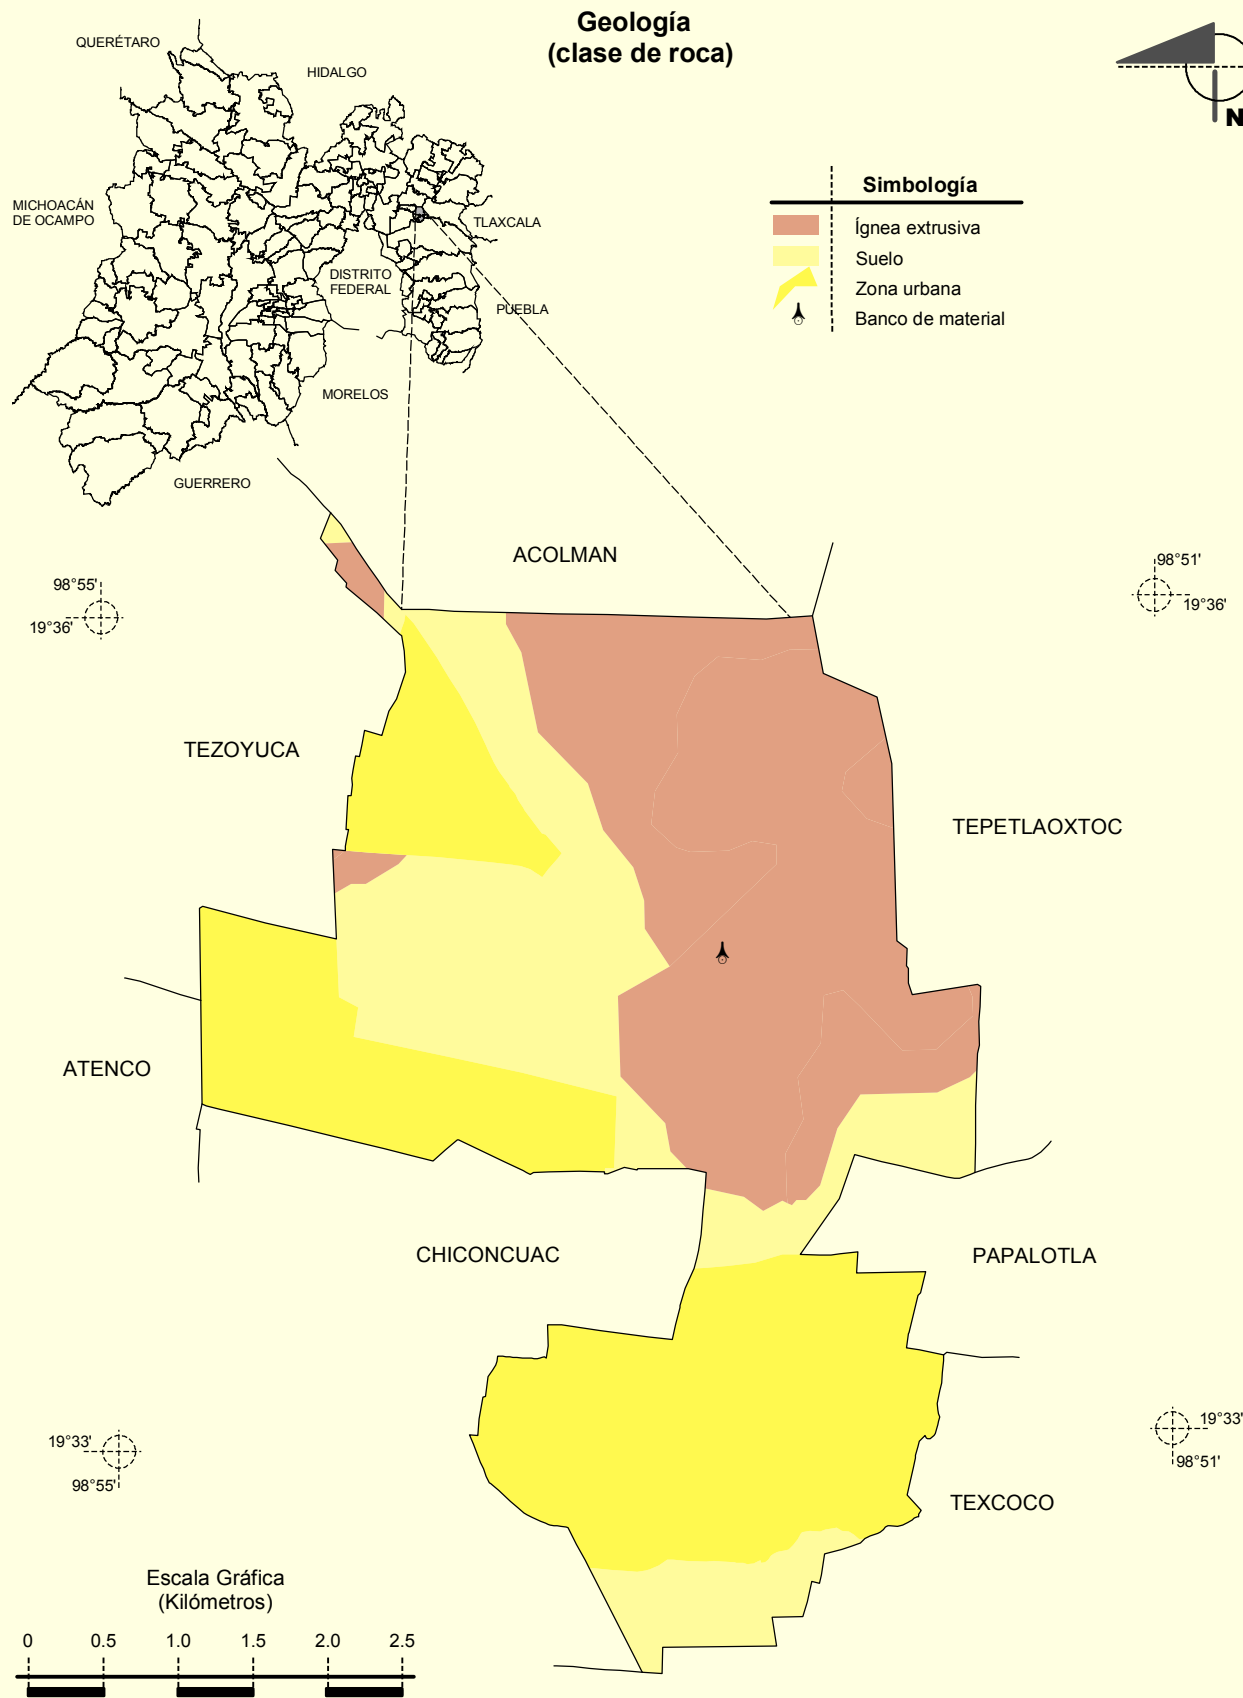 Geología
(clase de roca)
QUERÉTARO
HIDALGO
N
MICHOACÁN
DE OCAMPO
TLAXCALA
DISTRITO
FEDERAL
PUEBLA
MORELOS
GUERRERO
Simbología
Ígnea extrusiva
Suelo
Zona urbana
Banco de material
ACOLMAN
98°55'
19°36'
98°51'
19°36'
TEZOYUCA
TEPETLAOXTOC
ATENCO
CHICONCUAC
PAPALOTLA
19°33'
98°55'
19°33'
98°51'
TEXCOCO
Escala Gráfica
(Kilómetros)
0 0.5 1.0 1.5 2.0 2.5